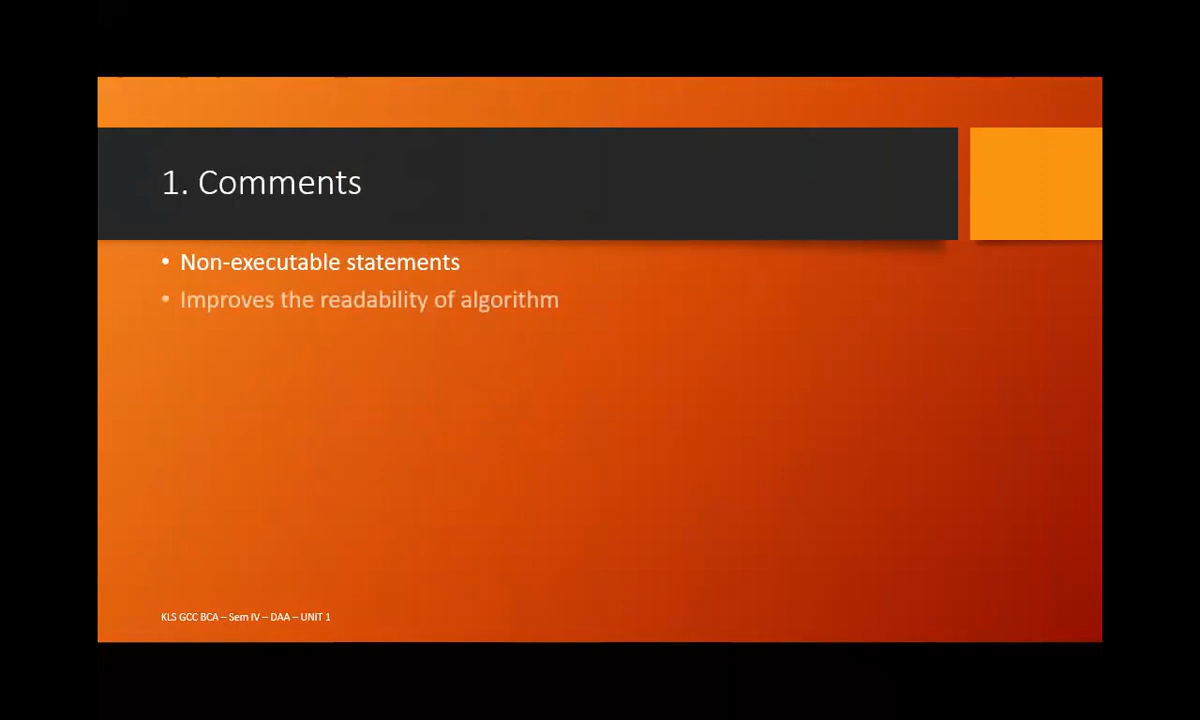 1. Comments
• Non-executable statements
• Improves the readability of algorithm
KLS GCC BCA – Sem IV – DAA – UNIT 1